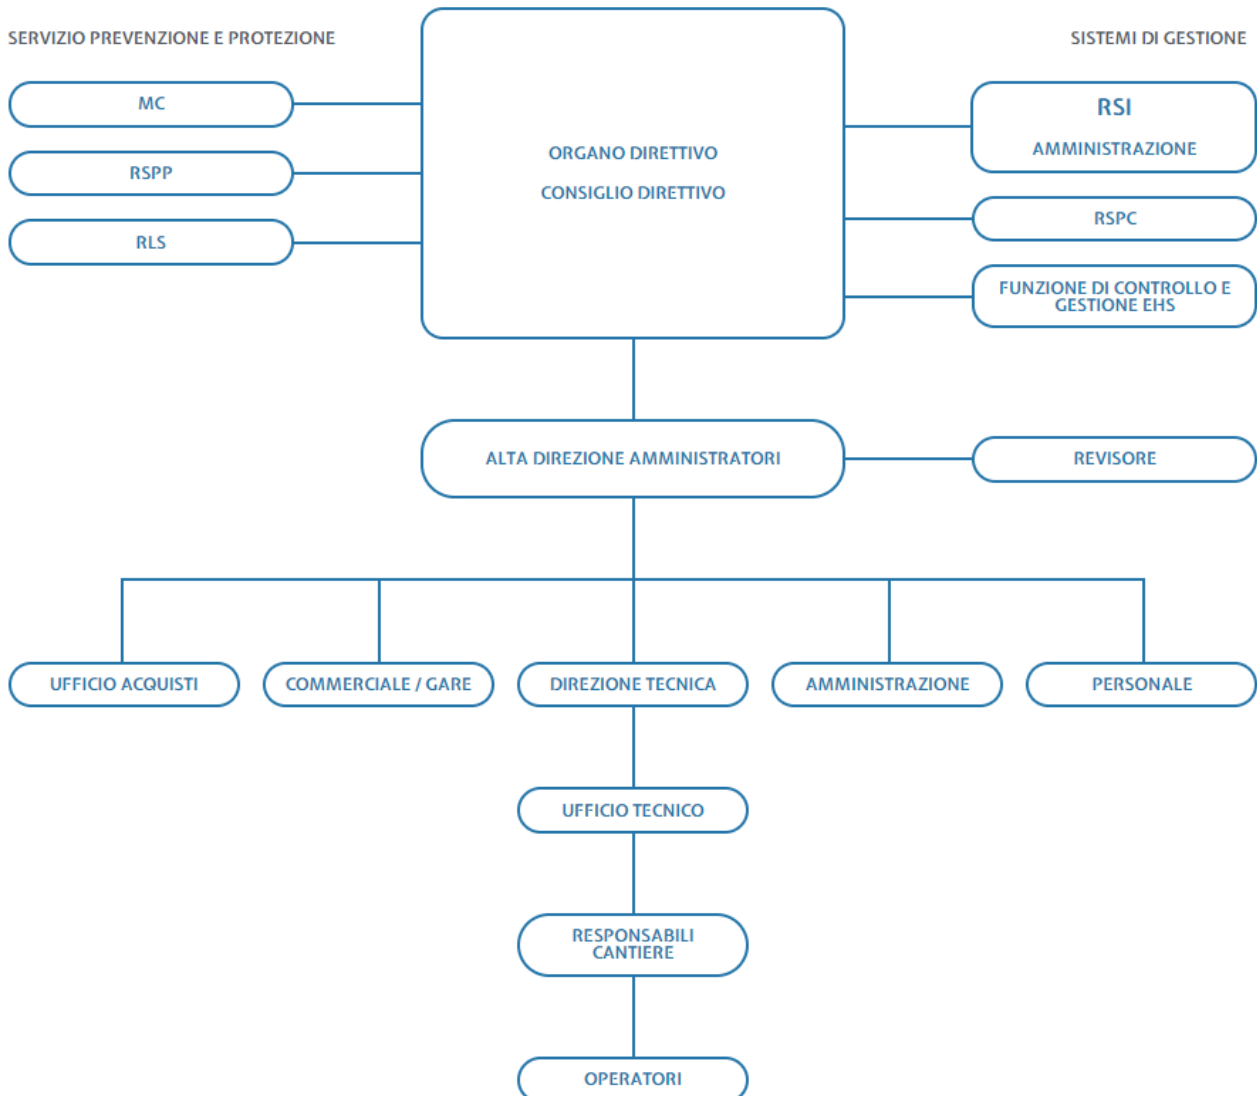 SERVIZIO PREVENZIONE E PROTEZIONE
SISTEMI DI GESTIONE
MC
RSPP
RLS
ORGANO DIRETTIVO
CONSIGLIO DIRETTIVO
RSI
AMMINISTRAZIONE
RSPC
FUNZIONE DI CONTROLLO E
GESTIONE EHS
ALTA DIREZIONE AMMINISTRATORI
REVISORE
UFFICIO ACQUISTI
COMMERCIALE / GARE
DIREZIONE TECNICA
AMMINISTRAZIONE
PERSONALE
UFFICIO TECNICO
RESPONSABILI
CANTIERE
OPERATORI